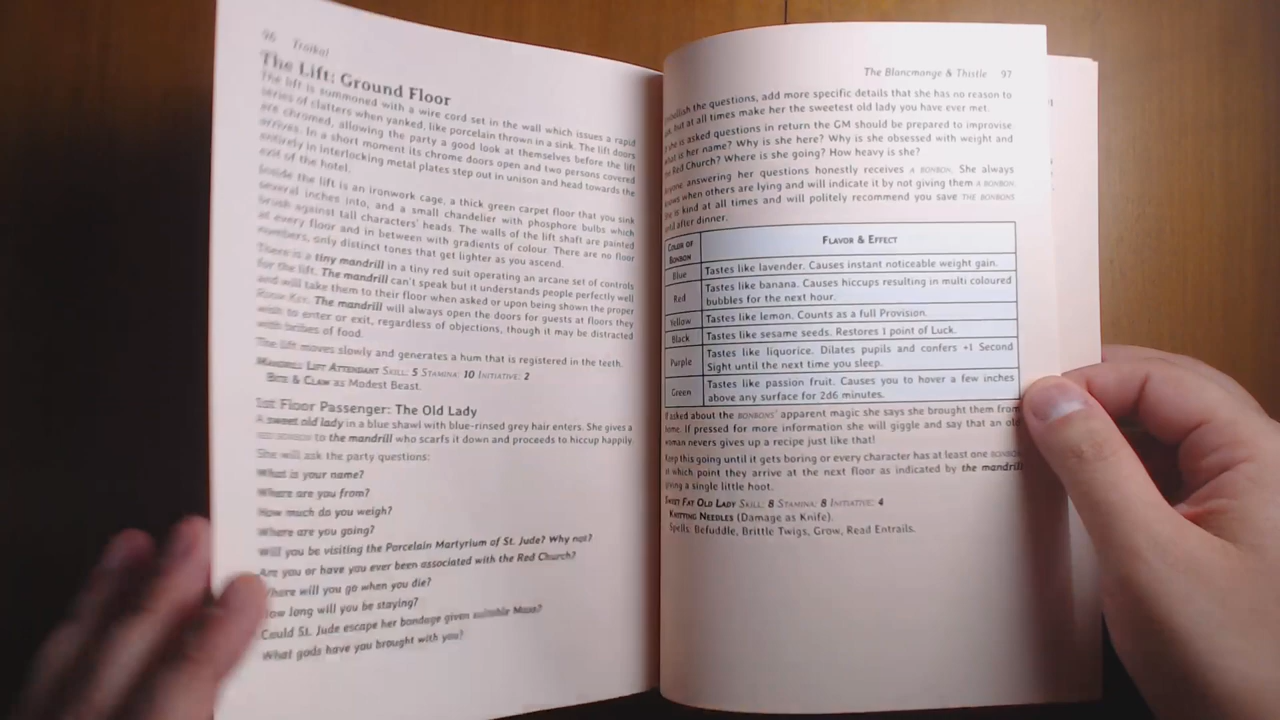 96 Troika!
The Lift: Ground Floor
The lift is summoned with a wire cord set in the wall which issues a rapid
series of clatters when yanked, like porcelain thrown in a sink. The lift doors
are chromed, allowing the party a good look at themselves before the lift
arrives. In a short moment its chrome doors open and two persons covered
entirely in interlocking metal plates step out in unison and head towards the
exit of the hotel.
Inside the lift is an ironwork cage, a thick green carpet floor that you sink
several inches into, and a small chandelier with phosphore bulbs which
brush against tall characters' heads. The walls of the lift shaft are painted
at every floor and in between with gradients of colour. There are no floor
numbers, only distinct tones that get lighter as you ascend.
There is a tiny mandrill in a tiny red suit operating an arcane set of controls
for the lift. The mandrill can't speak but it understands people perfectly well
and will take them to their floor when asked or upon being shown the proper
Room Key. The mandrill will always open the doors for guests at floors they
wish to enter or exit, regardless of objections, though it may be distracted
with bribes of food.
The lift moves slowly and generates a hum that is registered in the teeth.
Mandrill Lift Attendant Skill: 5 Stamina: 10 Initiative: 2
Bite & Claw as Modest Beast.
1st Floor Passenger: The Old Lady
A sweet old lady in a blue shawl with blue-rinsed grey hair enters. She gives a
red bonbon to the mandrill who scarfs it down and proceeds to hiccup happily.
She will ask the party questions:
What is your name?
Where are you from?
How much do you weigh?
Where are you going?
Will you be visiting the Porcelain Martyrium of St. Jude? Why not?
Are you or have you ever been associated with the Red Church?
Where will you go when you die?
How long will you be staying?
Could St. Jude escape her bondage given suitable Maxe?
What gods have you brought with you?
The Blancmange & Thistle 97
the questions, add more specific details that she has no reason to
but at all times make her the sweetest old lady you have ever met.
If she is asked questions in return the GM should be prepared to improvise
What is her name? Why is she here? Why is she obsessed with weight and
the Red Church? Where is she going? How heavy is she?
answering her questions honestly receives A BONBON. She always
knows when others are lying and will indicate it by not giving them A BONBON.
She is kind at all times and will politely recommend you save THE BONBONS
until after dinner.
Color of Bonbon Flavor & Effect
Blue Tastes like lavender. Causes instant noticeable weight gain.
Red Tastes like banana. Causes hiccups resulting in multi coloured
bubbles for the next hour.
Yellow Tastes like lemon. Counts as a full Provision.
Black Tastes like sesame seeds. Restores 1 point of Luck.
Purple Tastes like liquorice. Dilates pupils and confers +1 Second
Sight until the next time you sleep.
Green Tastes like passion fruit. Causes you to hover a few inches
above any surface for 2d6 minutes.
If asked about the BONBONS' apparent magic she says she brought them from
home. If pressed for more information she will giggle and say that an old
woman nevers gives up a recipe just like that!
Keep this going until it gets boring or every character has at least one BONBON
at which point they arrive at the next floor as indicated by the mandrill
giving a single little hoot.
Sweet Fat Old Lady Skill: 8 Stamina: 8 Initiative: 4
Knitting Needles (Damage as Knife).
Spells: Befuddle, Brittle Twigs, Grow, Read Entrails.